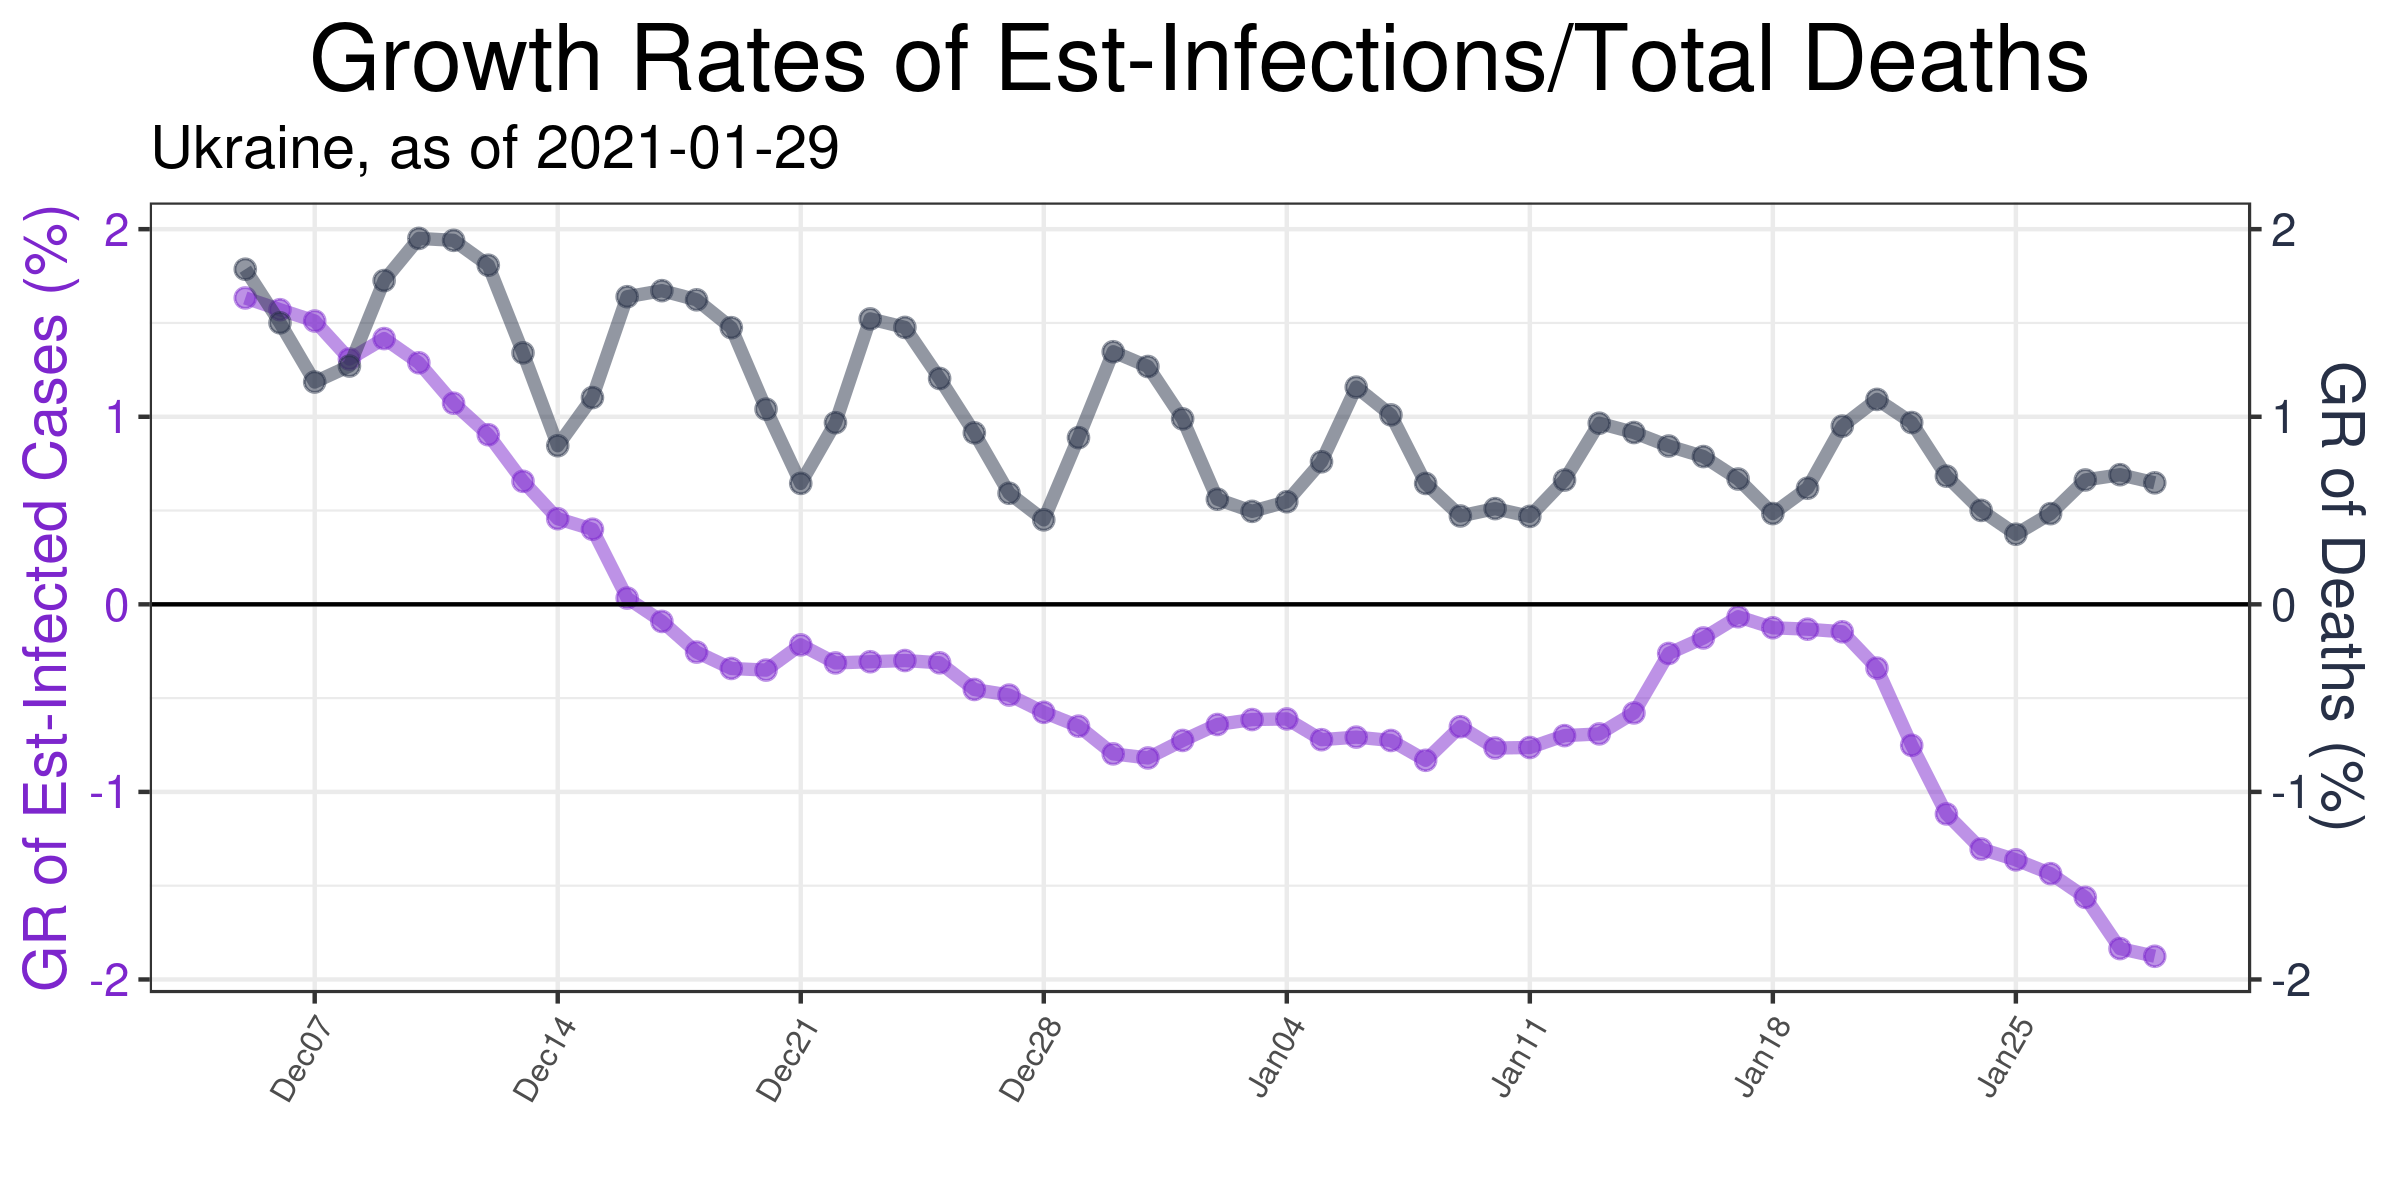 Growth Rates of Est-Infections/Total Deaths
Ukraine, as of 2021-01-29
GR of Est-Infected Cases (%)
2
1
0
-1
-2
2
1
0
-1
-2
GR of Deaths (%)
Dec07
Dec14
Dec21
Dec28
Jan04
Jan11
Jan18
Jan25